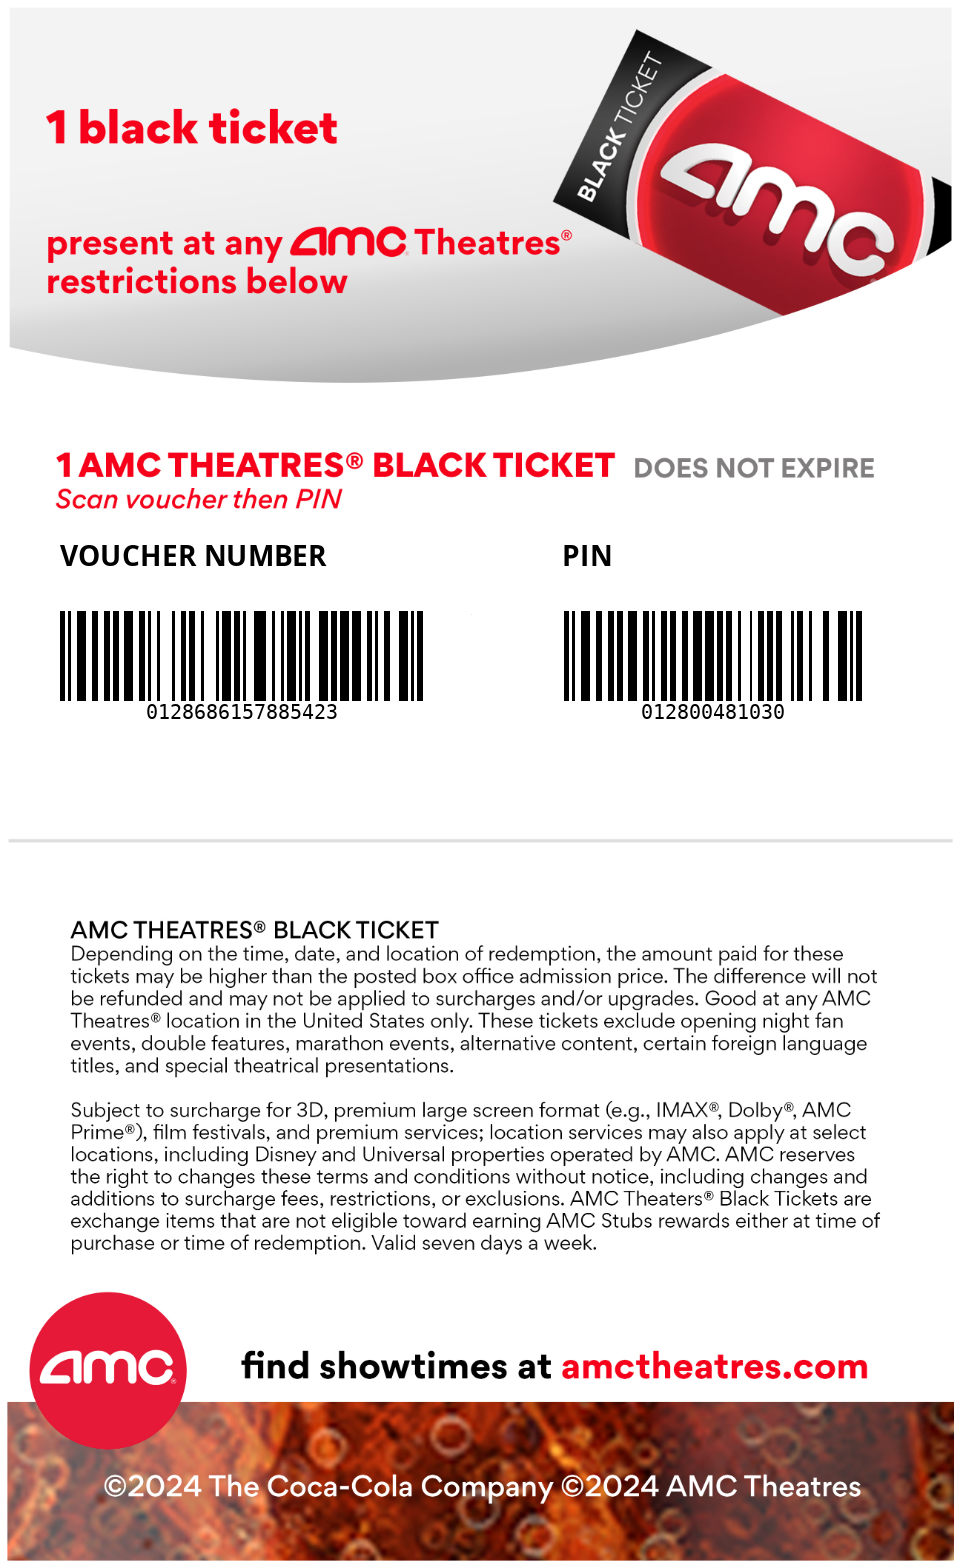 BLACK TICKET
amc
1 black ticket
present at any amc Theatres®
restrictions below
1 AMC THEATRES® BLACK TICKET DOES NOT EXPIRE
Scan voucher then PIN
VOUCHER NUMBER PIN
0128686157885423 012800481030
AMC THEATRES® BLACK TICKET
Depending on the time, date, and location of redemption, the amount paid for these
tickets may be higher than the posted box office admission price. The difference will not
be refunded and may not be applied to surcharges and/or upgrades. Good at any AMC
Theatres® location in the United States only. These tickets exclude opening night fan
events, double features, marathon events, alternative content, certain foreign language
titles, and special theatrical presentations.
Subject to surcharge for 3D, premium large screen format (e.g., IMAX®, Dolby®, AMC
Prime®), film festivals, and premium services; location services may also apply at select
locations, including Disney and Universal properties operated by AMC. AMC reserves
the right to changes these terms and conditions without notice, including changes and
additions to surcharge fees, restrictions, or exclusions. AMC Theaters® Black Tickets are
exchange items that are not eligible toward earning AMC Stubs rewards either at time of
purchase or time of redemption. Valid seven days a week.
amc®
find showtimes at amctheatres.com
©2024 The Coca-Cola Company ©2024 AMC Theatres